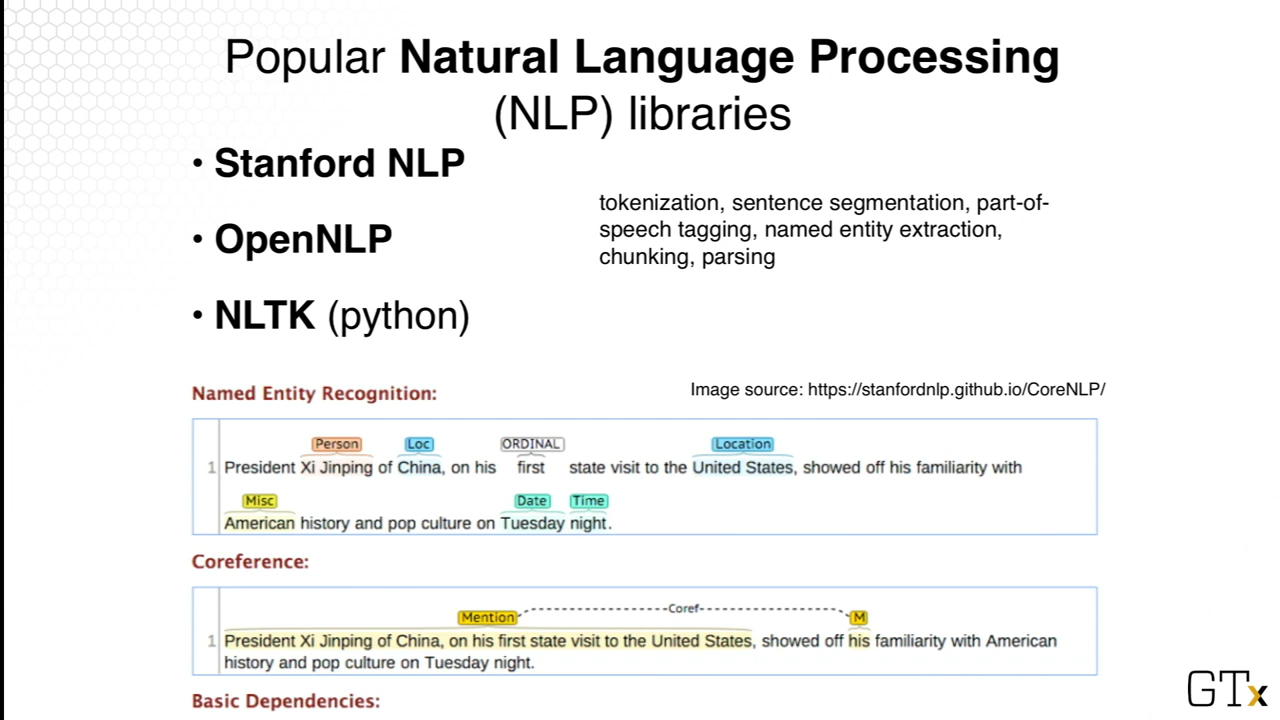 Popular Natural Language Processing
(NLP) libraries
• Stanford NLP
• OpenNLP
• NLTK (python)
tokenization, sentence segmentation, part-of-
speech tagging, named entity extraction,
chunking, parsing
Named Entity Recognition:
Image source: https://stanfordnlp.github.io/CoreNLP/
Person Loc ORDINAL Location
1 President Xi Jinping of China, on his first state visit to the United States, showed off his familiarity with
Misc Date Time
American history and pop culture on Tuesday night.
Coreference:
Mention Coref M
1 President Xi Jinping of China, on his first state visit to the United States, showed off his familiarity with American
history and pop culture on Tuesday night.
Basic Dependencies:
GTx